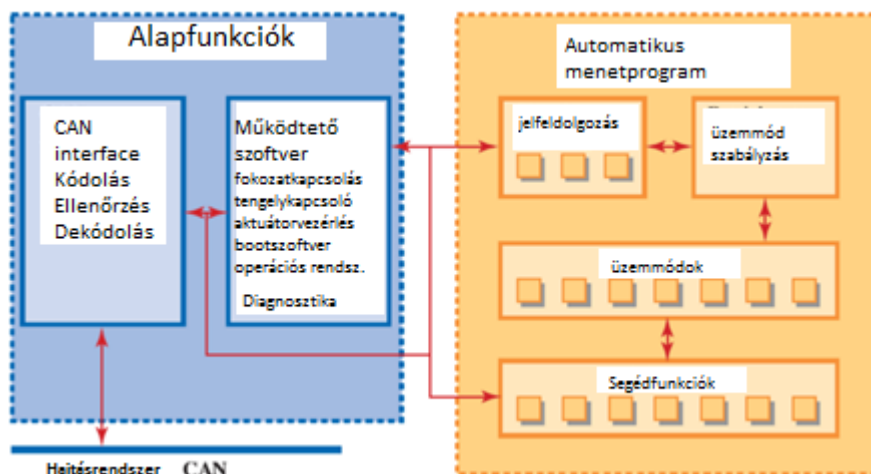 Alapfunkciók
CAN
interface
Kódolás
Ellenőrzés
Dekódolás
Működtető
szoftver
fokozatkapcsolás
tengelykapcsoló
aktuátorvezérlés
bootszoftver
operációs rendsz.
Diagnosztika
Hajtásrendszer CAN
Automatikus
menetprogram
jelfeldolgozás
üzemmód
szabályzás
üzemmódok
Segédfunkciók